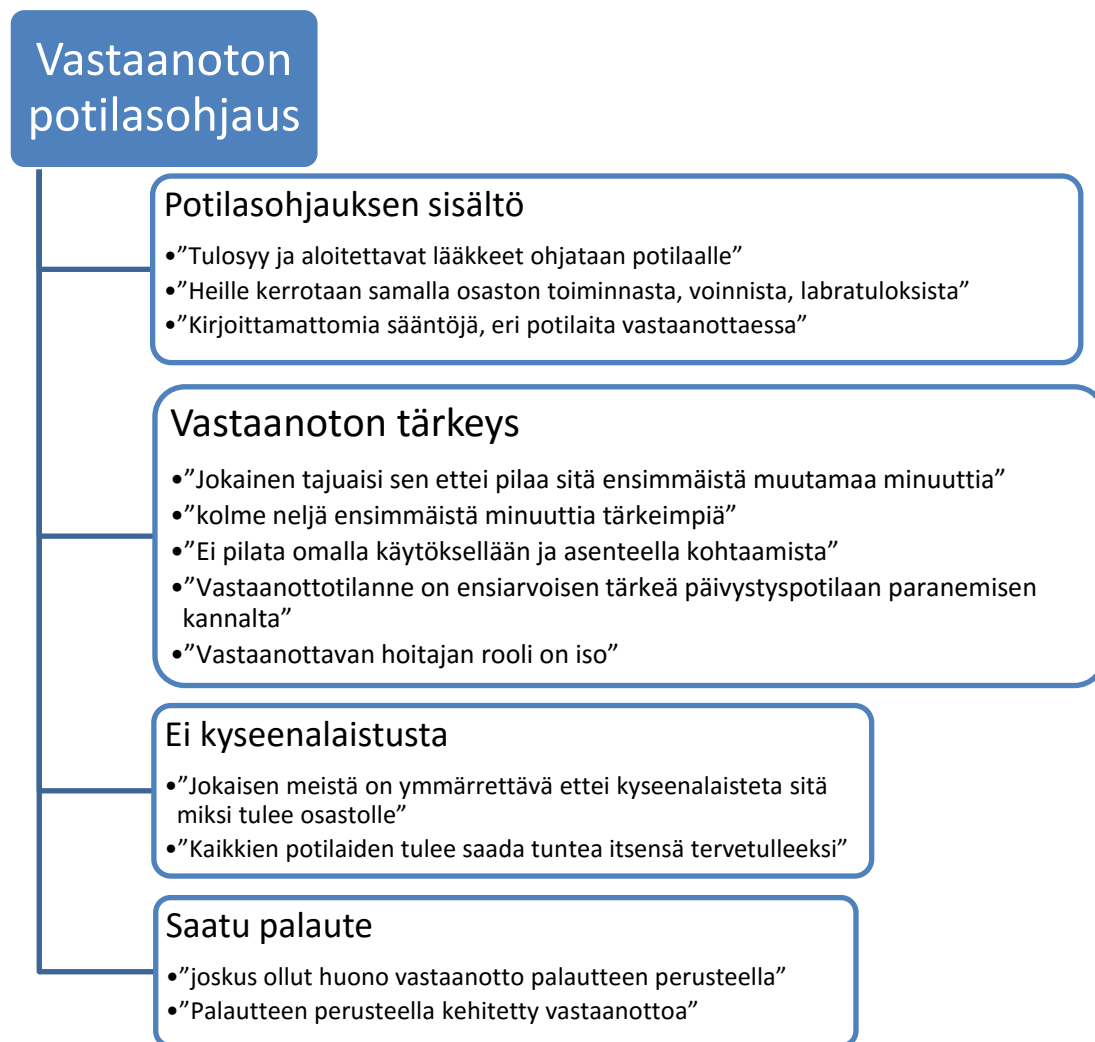 Vastaanoton
potilasohjaus
Potilasohjauksen sisältö
•”Tulosyy ja aloitettavat lääkkeet ohjataan potilaalle”
•”Heille kerrotaan samalla osaston toiminnasta, voinnista, labratuloksista”
•”Kirjoittamattomia sääntöjä, eri potilaita vastaanottaessa”
Vastaanoton tärkeys
•”Jokainen tajuaisi sen ettei pilaa sitä ensimmäistä muutamaa minuuttia”
•”kolme neljä ensimmäistä minuuttia tärkeimpiä”
•”Ei pilata omalla käytöksellään ja asenteella kohtaamista”
•”Vastaanottotilanne on ensiarvoisen tärkeä päivystyspotilaan paranemisen
kannalta”
•”Vastaanottavan hoitajan rooli on iso”
Ei kyseenalaistusta
•”Jokaisen meistä on ymmärrettävä ettei kyseenalaisteta sitä
miksi tulee osastolle”
•”Kaikkien potilaiden tulee saada tuntea itsensä tervetulleeksi”
Saatu palaute
•”joskus ollut huono vastaanotto palautteen perusteella”
•”Palautteen perusteella kehitetty vastaanottoa”